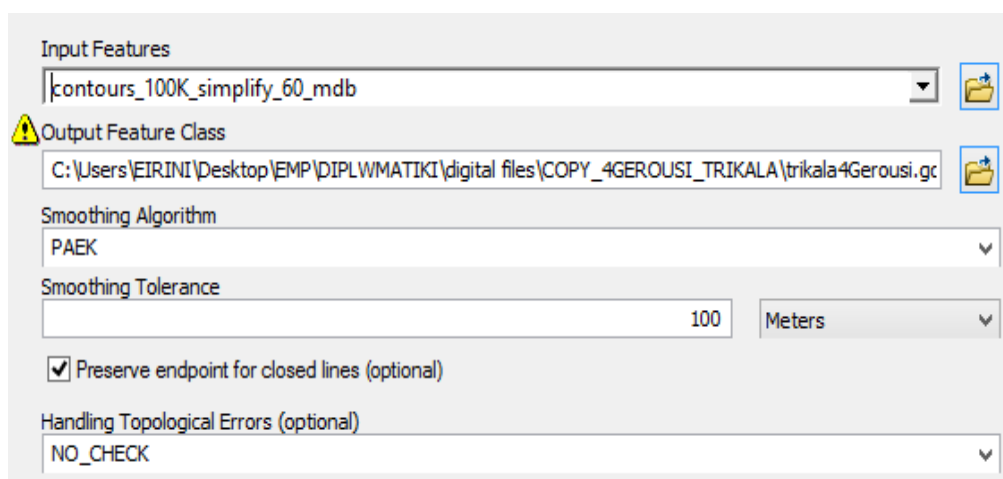 Input Features
contours_100K_simplify_60_mdb
Output Feature Class
C:\Users\EIRINI\Desktop\EMP\DIPLWMATIKI\digital files\COPY_4GEROUSI_TRIKALA\trikala4Gerousi.gc
Smoothing Algorithm
PAEK
Smoothing Tolerance
100 Meters
Preserve endpoint for closed lines (optional)
Handling Topological Errors (optional)
NO_CHECK